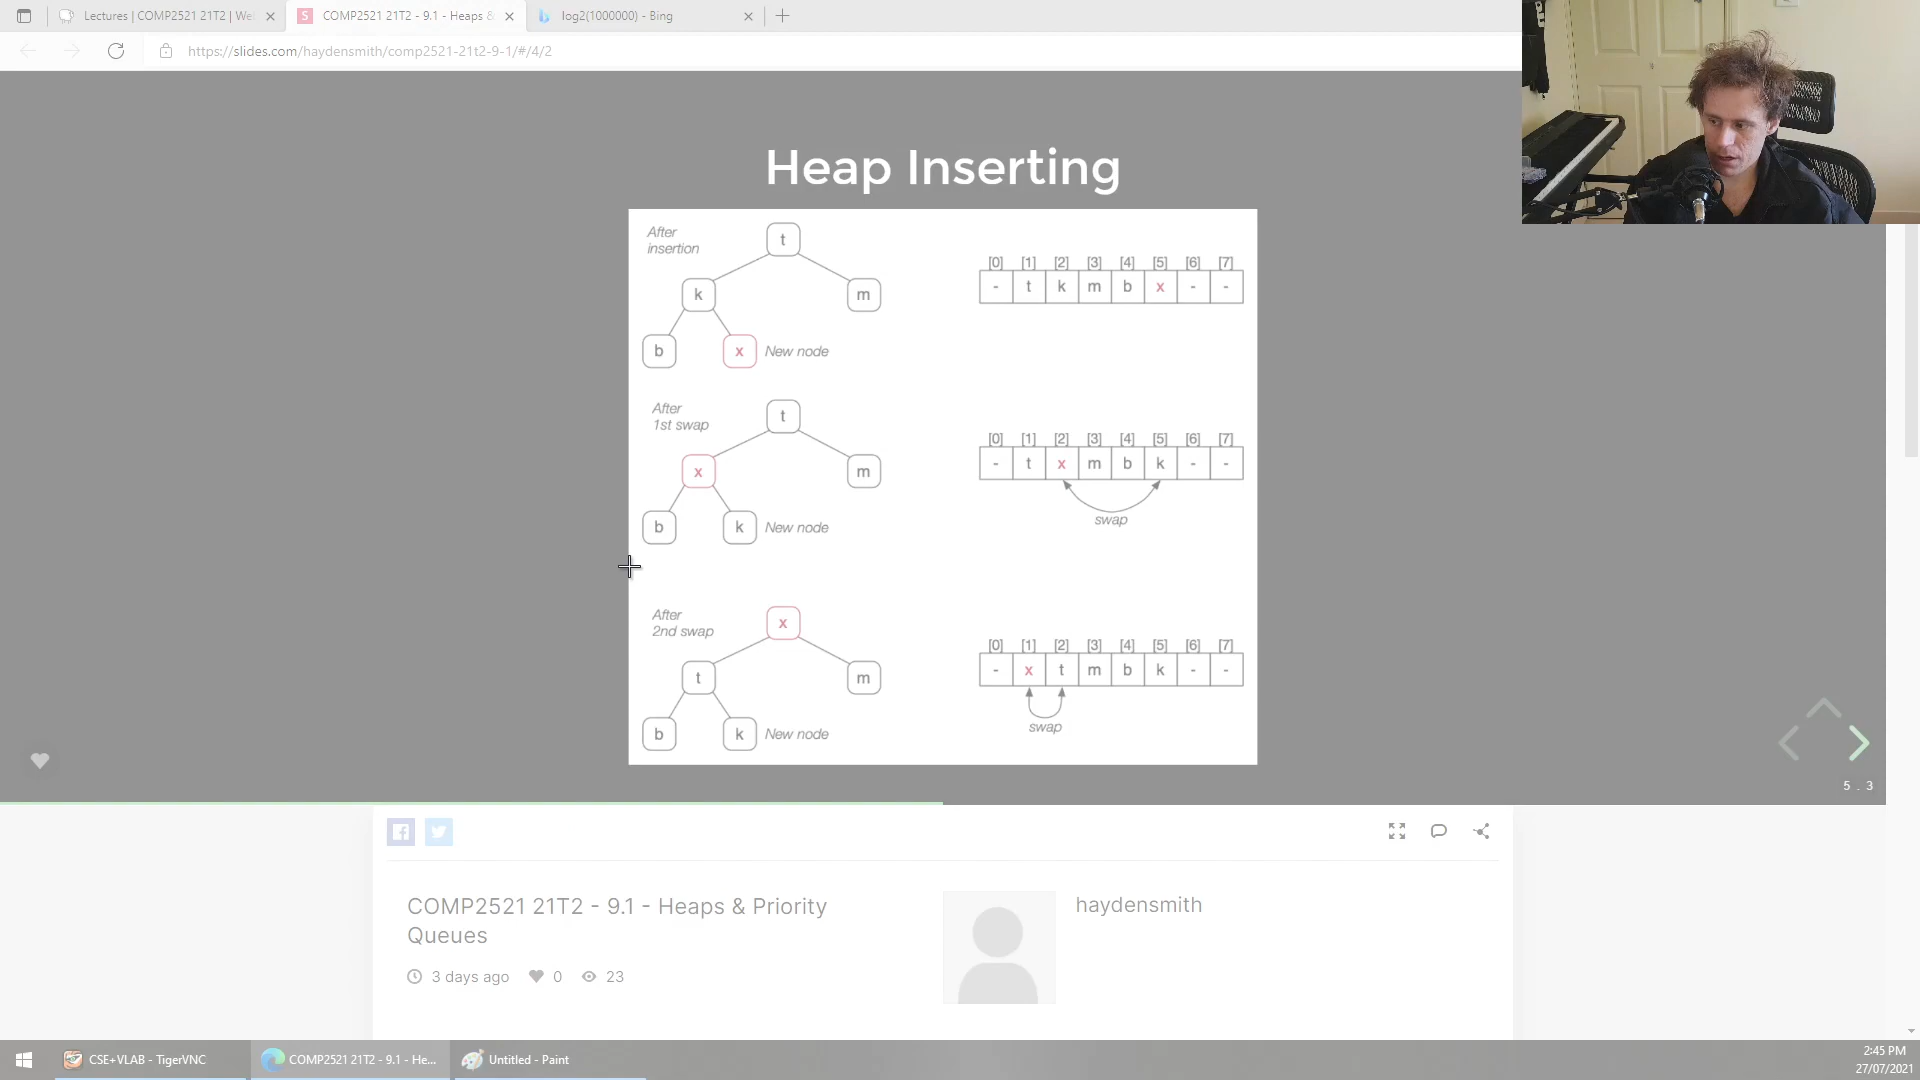 Lectures | COMP2521 21T2 | We
COMP2521 21T2 - 9.1 - Heaps &
log2(1000000) - Bing
https://slides.com/haydensmith/comp2521-21t2-9-1/#/4/2
Heap Inserting
After
insertion
t
k
m
b
x
New node
[0] [1] [2] [3] [4] [5] [6] [7]
- t k m b x - -
After
1st swap
t
x
m
b
k
New node
[0] [1] [2] [3] [4] [5] [6] [7]
- t x m b k - -
swap
After
2nd swap
x
t
m
b
k
New node
[0] [1] [2] [3] [4] [5] [6] [7]
- x t m b k - -
swap
5 . 3
COMP2521 21T2 - 9.1 - Heaps & Priority
Queues
3 days ago 0 23
haydensmith
CSE+VLAB - TigerVNC
COMP2521 21T2 - 9.1 - He...
Untitled - Paint
2:45 PM
27/07/2021